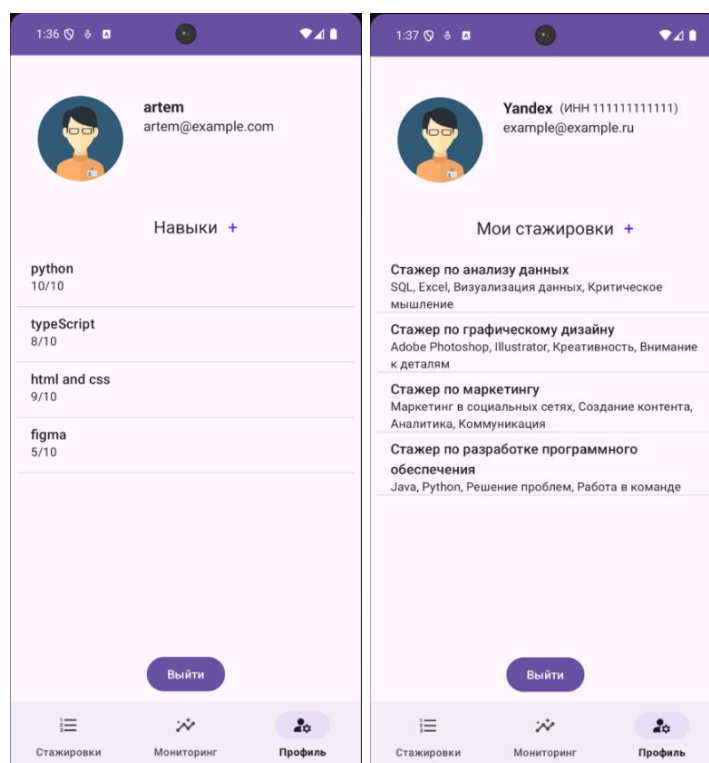 1:36
artem
artem@example.com
Навыки +
python
10/10
typeScript
8/10
html and css
9/10
figma
5/10
Выйти
Стажировки
Мониторинг
Профиль
1:37
Yandex (ИНН 111111111111)
example@example.ru
Мои стажировки +
Стажер по анализу данных
SQL, Excel, Визуализация данных, Критическое
мышление
Стажер по графическому дизайну
Adobe Photoshop, Illustrator, Креативность, Внимание
к деталям
Стажер по маркетингу
Маркетинг в социальных сетях, Создание контента,
Аналитика, Коммуникация
Стажер по разработке программного
обеспечения
Java, Python, Решение проблем, Работа в команде
Выйти
Стажировки
Мониторинг
Профиль